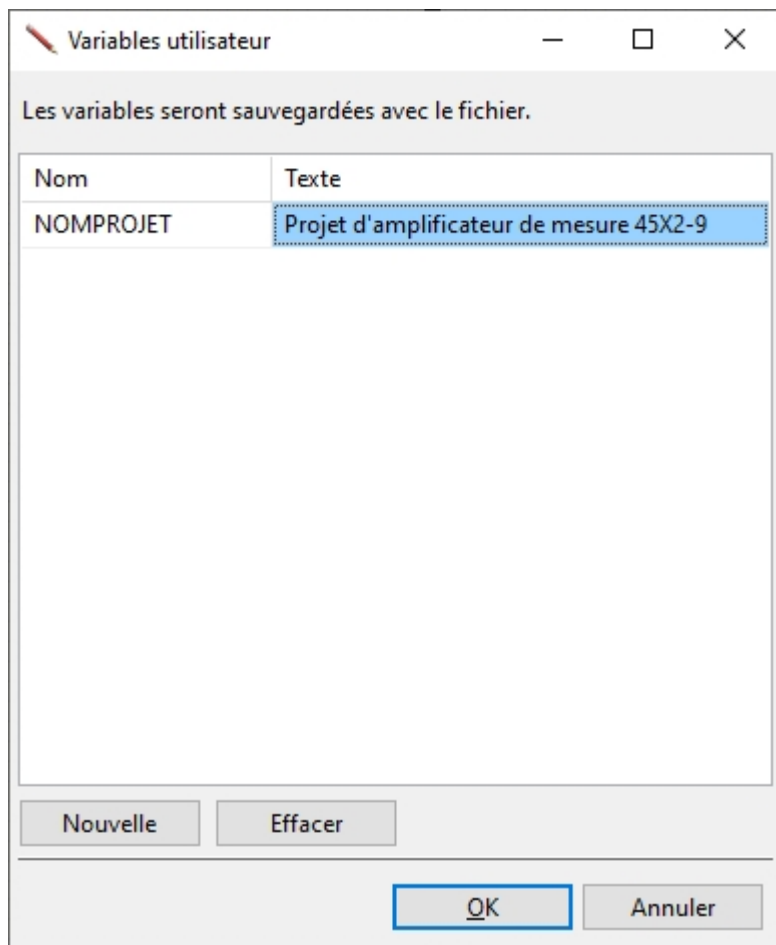 Variables utilisateur
Les variables seront sauvegardées avec le fichier.
Nom Texte
NOMPROJET Projet d'amplificateur de mesure 45X2-9
Nouvelle Effacer
OK Annuler